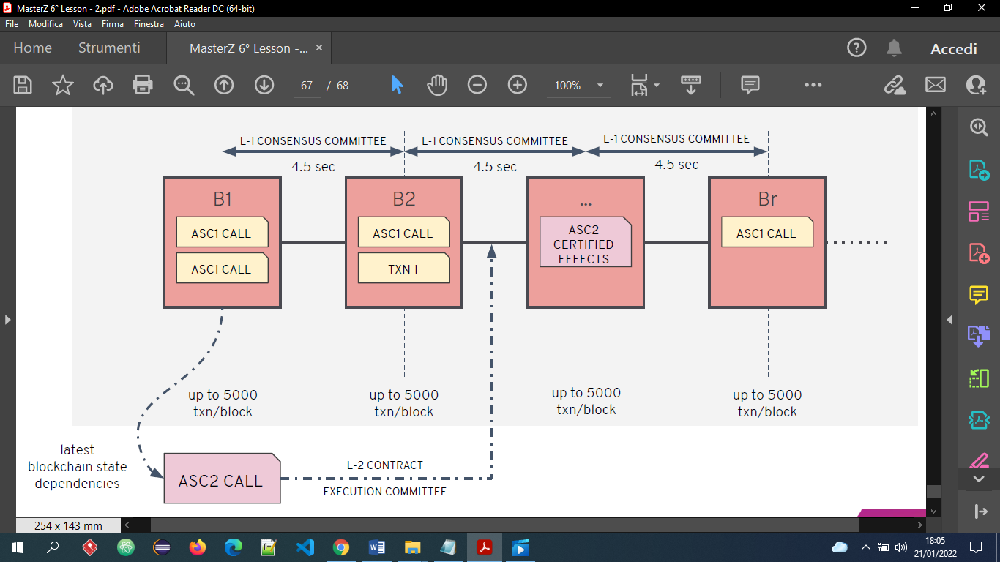 MasterZ 6° Lesson - 2.pdf - Adobe Acrobat Reader DC (64-bit)
File Modifica Vista Firma Finestra Aiuto
Home Strumenti MasterZ 6° Lesson -... × Accedi
67 / 68 100%
L-1 CONSENSUS COMMITTEE L-1 CONSENSUS COMMITTEE L-1 CONSENSUS COMMITTEE
4.5 sec 4.5 sec 4.5 sec
B1 B2 ... Br
ASC1 CALL ASC1 CALL ASC2 ASC1 CALL
CERTIFIED
EFFECTS
ASC1 CALL TXN 1
up to 5000 up to 5000 up to 5000 up to 5000
txn/block txn/block txn/block txn/block
latest
blockchain state
dependencies
ASC2 CALL
L-2 CONTRACT
EXECUTION COMMITTEE
254 x 143 mm
18:05
21/01/2022